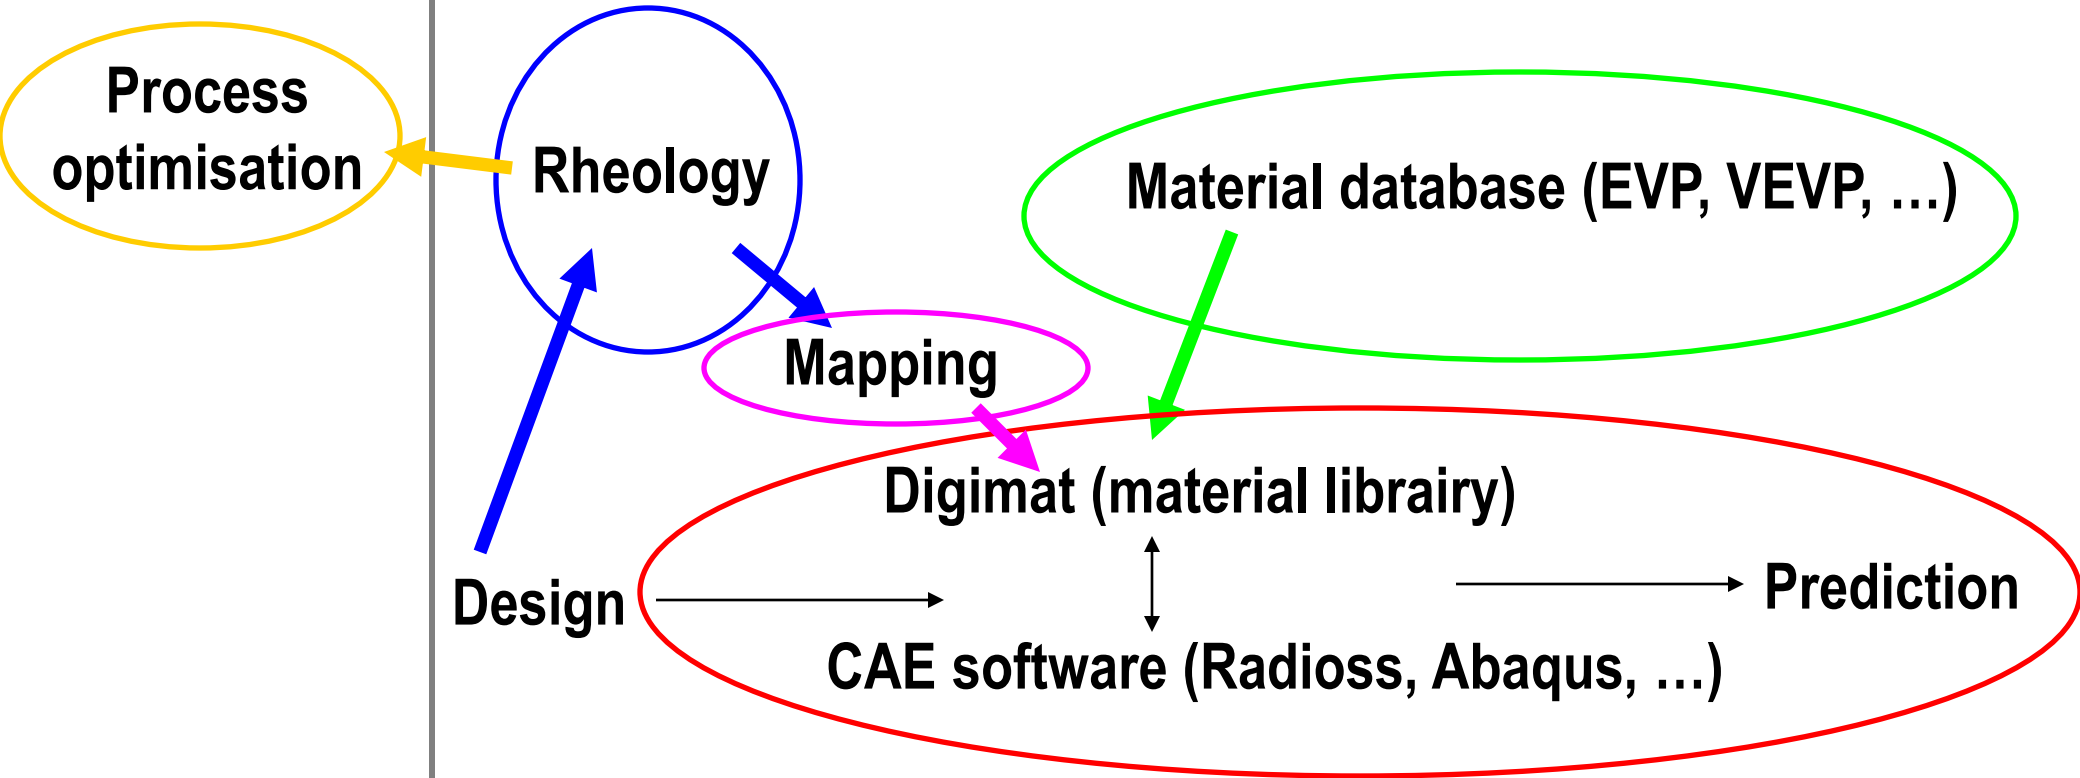 Process
optimisation
Rheology
Material database (EVP, VEVP, …)
Mapping
Digimat (material librairy)
Design
Prediction
CAE software (Radioss, Abaqus, …)